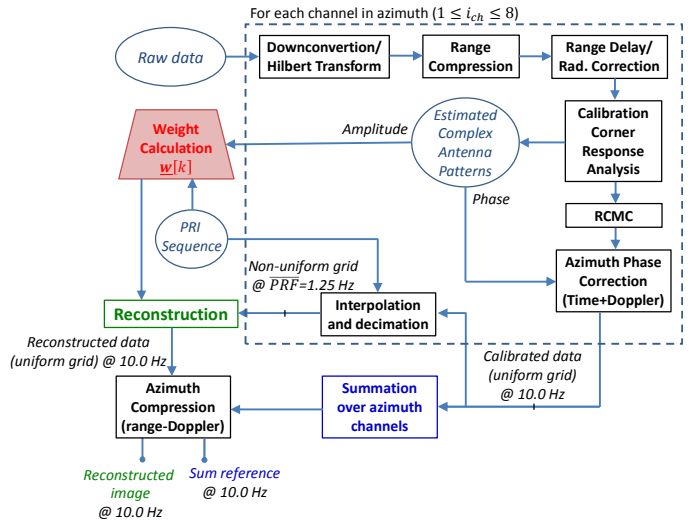 For each channel in azimuth (1 ≤ i_ch ≤ 8)
Raw data
Downconvertion/
Hilbert Transform
Range
Compression
Range Delay/
Rad. Correction
Weight
Calculation
w[k]
Amplitude
Estimated
Complex
Antenna
Patterns
Calibration
Corner
Response
Analysis
Phase
RCMC
PRI
Sequence
Non-uniform grid
@ PRF=1.25 Hz
Azimuth Phase
Correction
(Time+Doppler)
Reconstruction
Interpolation
and decimation
Reconstructed data
(uniform grid) @ 10.0 Hz
Calibrated data
(uniform grid)
@ 10.0 Hz
Azimuth
Compression
(range-Doppler)
Summation
over azimuth
channels
Reconstructed
image
@ 10.0 Hz
Sum reference
@ 10.0 Hz